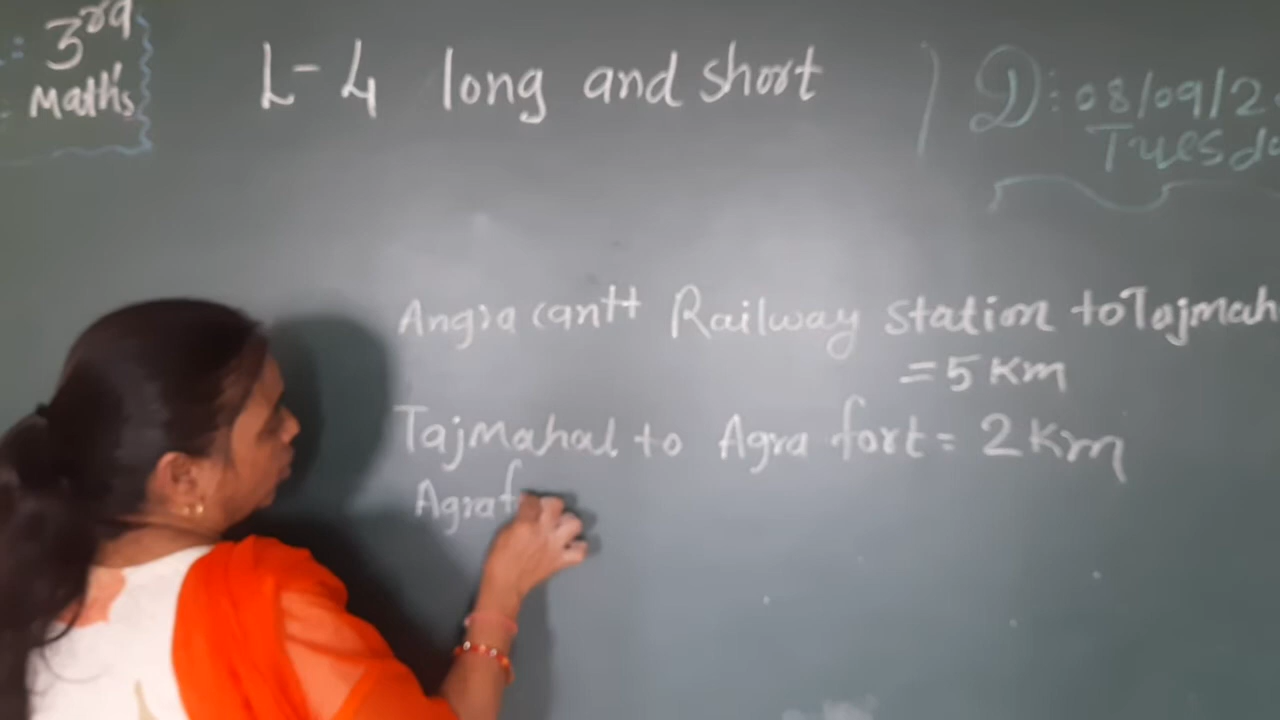 : 3rd
: Maths
L-4 long and short
D: 08/09/2
Tuesda
Angra cantt Railway station to Tajmah
= 5 Km
Tajmahal to Agra fort = 2 Km
Agraf